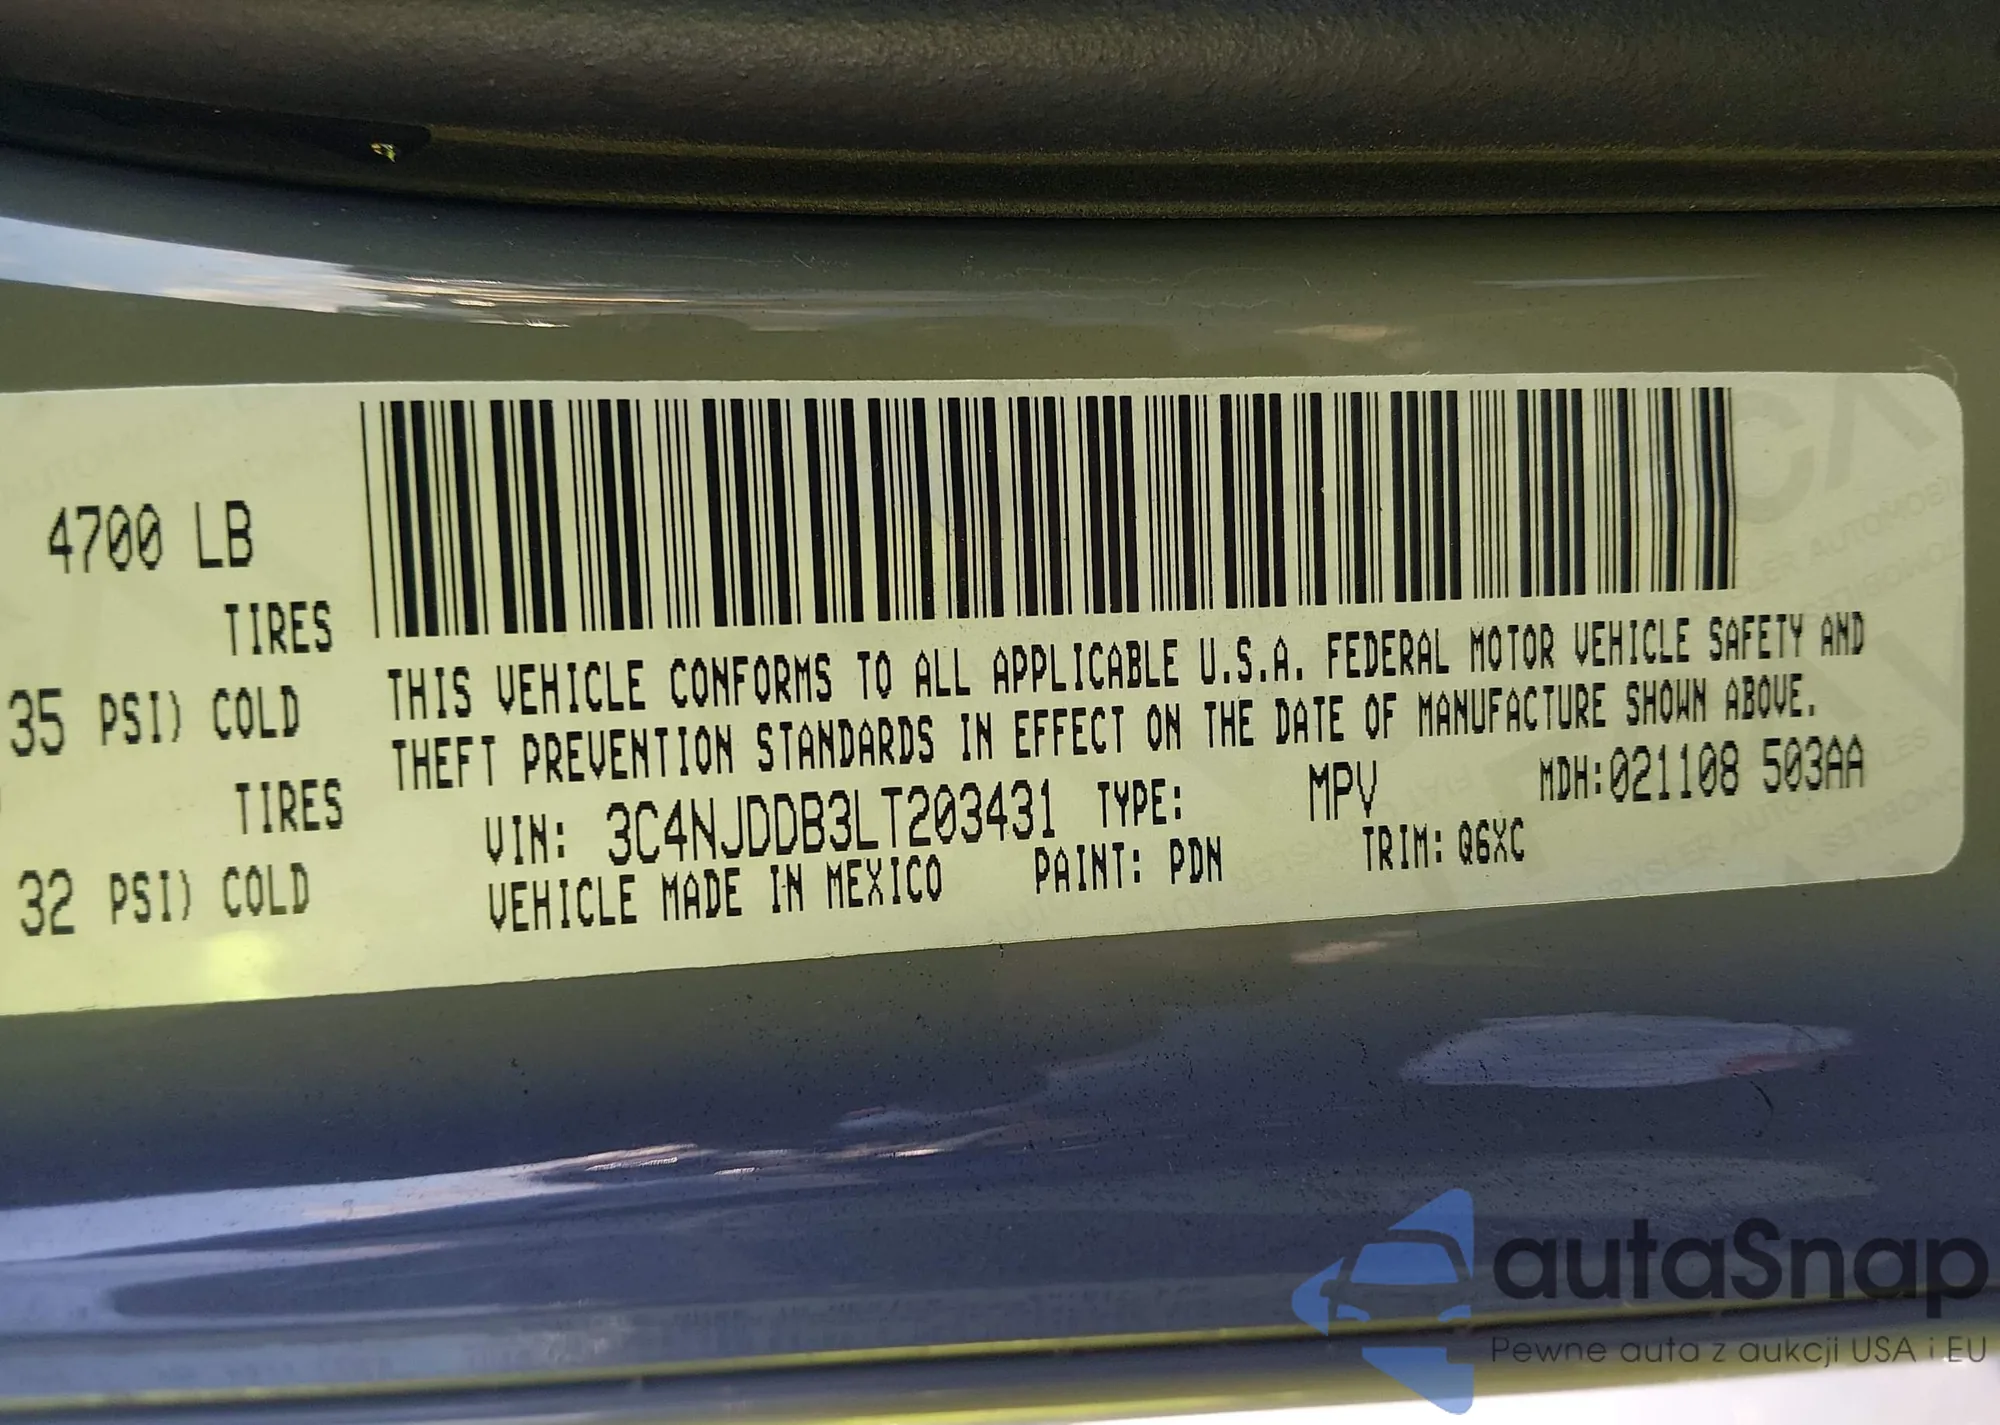 4700 LB
TIRES
35 PSI) COLD
TIRES
32 PSI) COLD
THIS VEHICLE CONFORMS TO ALL APPLICABLE U.S.A. FEDERAL MOTOR VEHICLE SAFETY AND
THEFT PREVENTION STANDARDS IN EFFECT ON THE DATE OF MANUFACTURE SHOWN ABOVE.
VIN: 3C4NJDDB3LT203431 TYPE: MPV MDH:021108 503AA
VEHICLE MADE IN MEXICO PAINT: PDN TRIM: Q6XC
autaSnap
Pewne auta z aukcji USA i EU